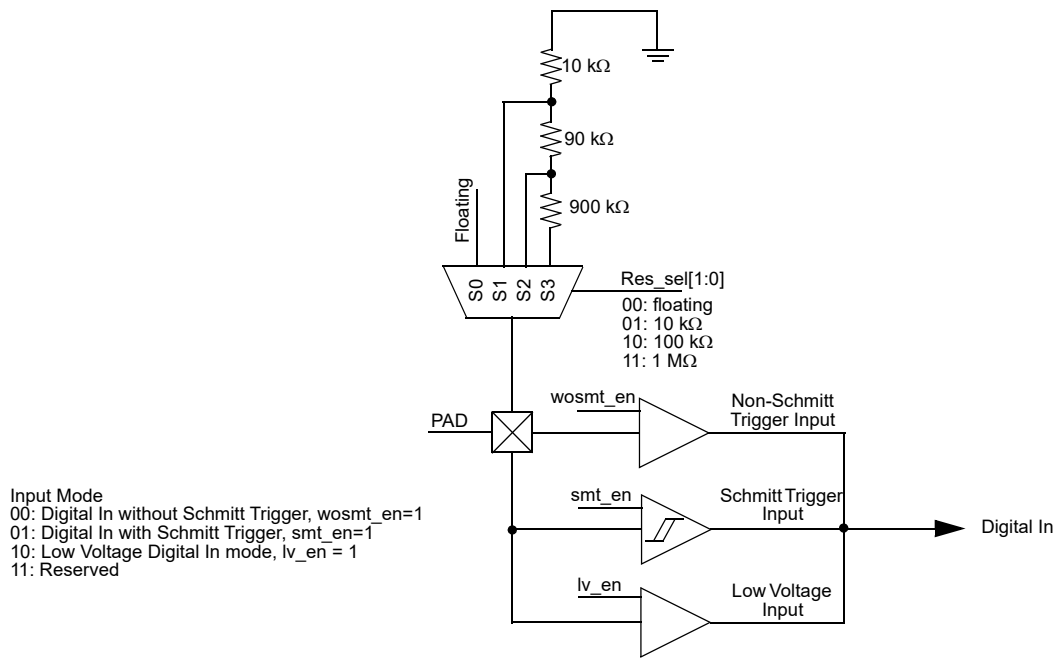 10 kΩ
90 kΩ
900 kΩ
Floating
S0
S1
S2
S3
Res_sel[1:0]
00: floating
01: 10 kΩ
10: 100 kΩ
11: 1 MΩ
PAD
wosmt_en
Non-Schmitt
Trigger Input
smt_en
Schmitt Trigger
Input
Digital In
lv_en
Low Voltage
Input
Input Mode
00: Digital In without Schmitt Trigger, wosmt_en=1
01: Digital In with Schmitt Trigger, smt_en=1
10: Low Voltage Digital In mode, lv_en = 1
11: Reserved